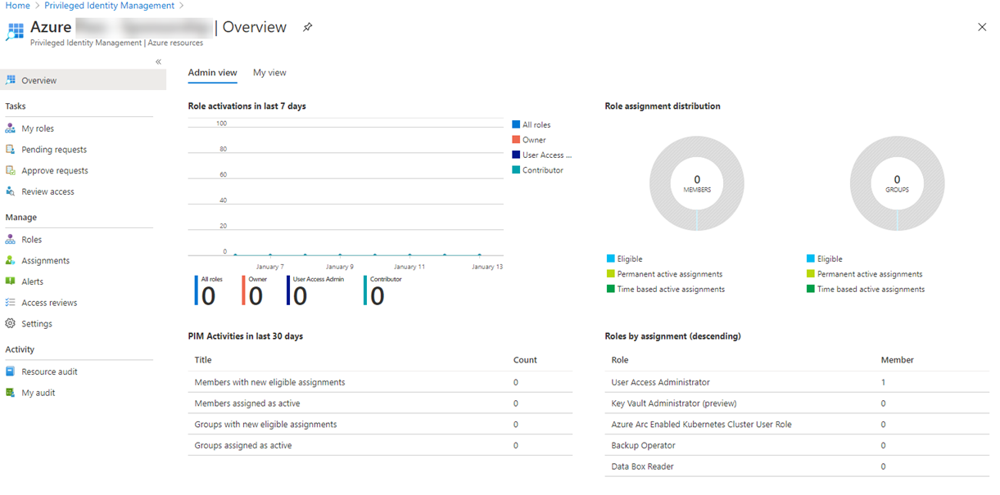 Home > Privileged Identity Management >
Azure | Overview
Privileged Identity Management | Azure resources
«
Overview
Tasks
My roles
Pending requests
Approve requests
Review access
Manage
Roles
Assignments
Alerts
Access reviews
Settings
Activity
Resource audit
My audit
Admin view My view
Role activations in last 7 days
100
80
60
40
20
0
January 7 January 9 January 11 January 13
All roles
Owner
User Access ...
Contributor
All roles Owner User Access Admin Contributor
0 0 0 0
Role assignment distribution
0
MEMBERS
Eligible
Permanent active assignments
Time based active assignments
0
GROUPS
Eligible
Permanent active assignments
Time based active assignments
PIM Activities in last 30 days
Title Count
Members with new eligible assignments 0
Members assigned as active 0
Groups with new eligible assignments 0
Groups assigned as active 0
Roles by assignment (descending)
Role Member
User Access Administrator 1
Key Vault Administrator (preview) 0
Azure Arc Enabled Kubernetes Cluster User Role 0
Backup Operator 0
Data Box Reader 0